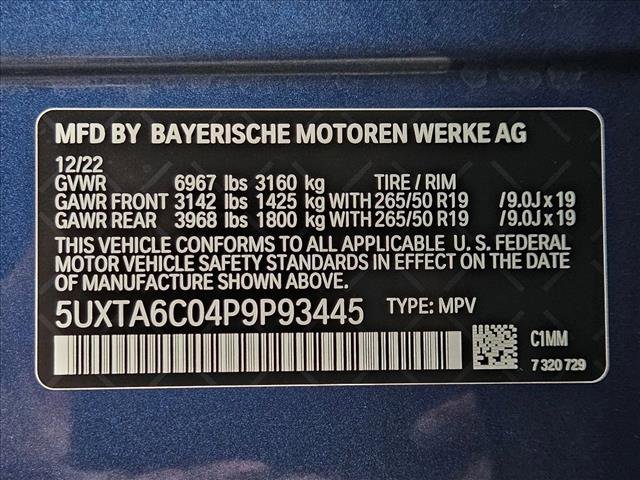 MFD BY BAYERISCHE MOTOREN WERKE AG
12/22
GVWR 6967 lbs 3160 kg TIRE / RIM
GAWR FRONT 3142 lbs 1425 kg WITH 265/50 R19 /9.0J x 19
GAWR REAR 3968 lbs 1800 kg WITH 265/50 R19 /9.0J x 19
THIS VEHICLE CONFORMS TO ALL APPLICABLE U. S. FEDERAL
MOTOR VEHICLE SAFETY STANDARDS IN EFFECT ON THE DATE
OF MANUFACTURE SHOWN ABOVE.
5UXTA6C04P9P93445 TYPE: MPV
C1MM
7 320 729